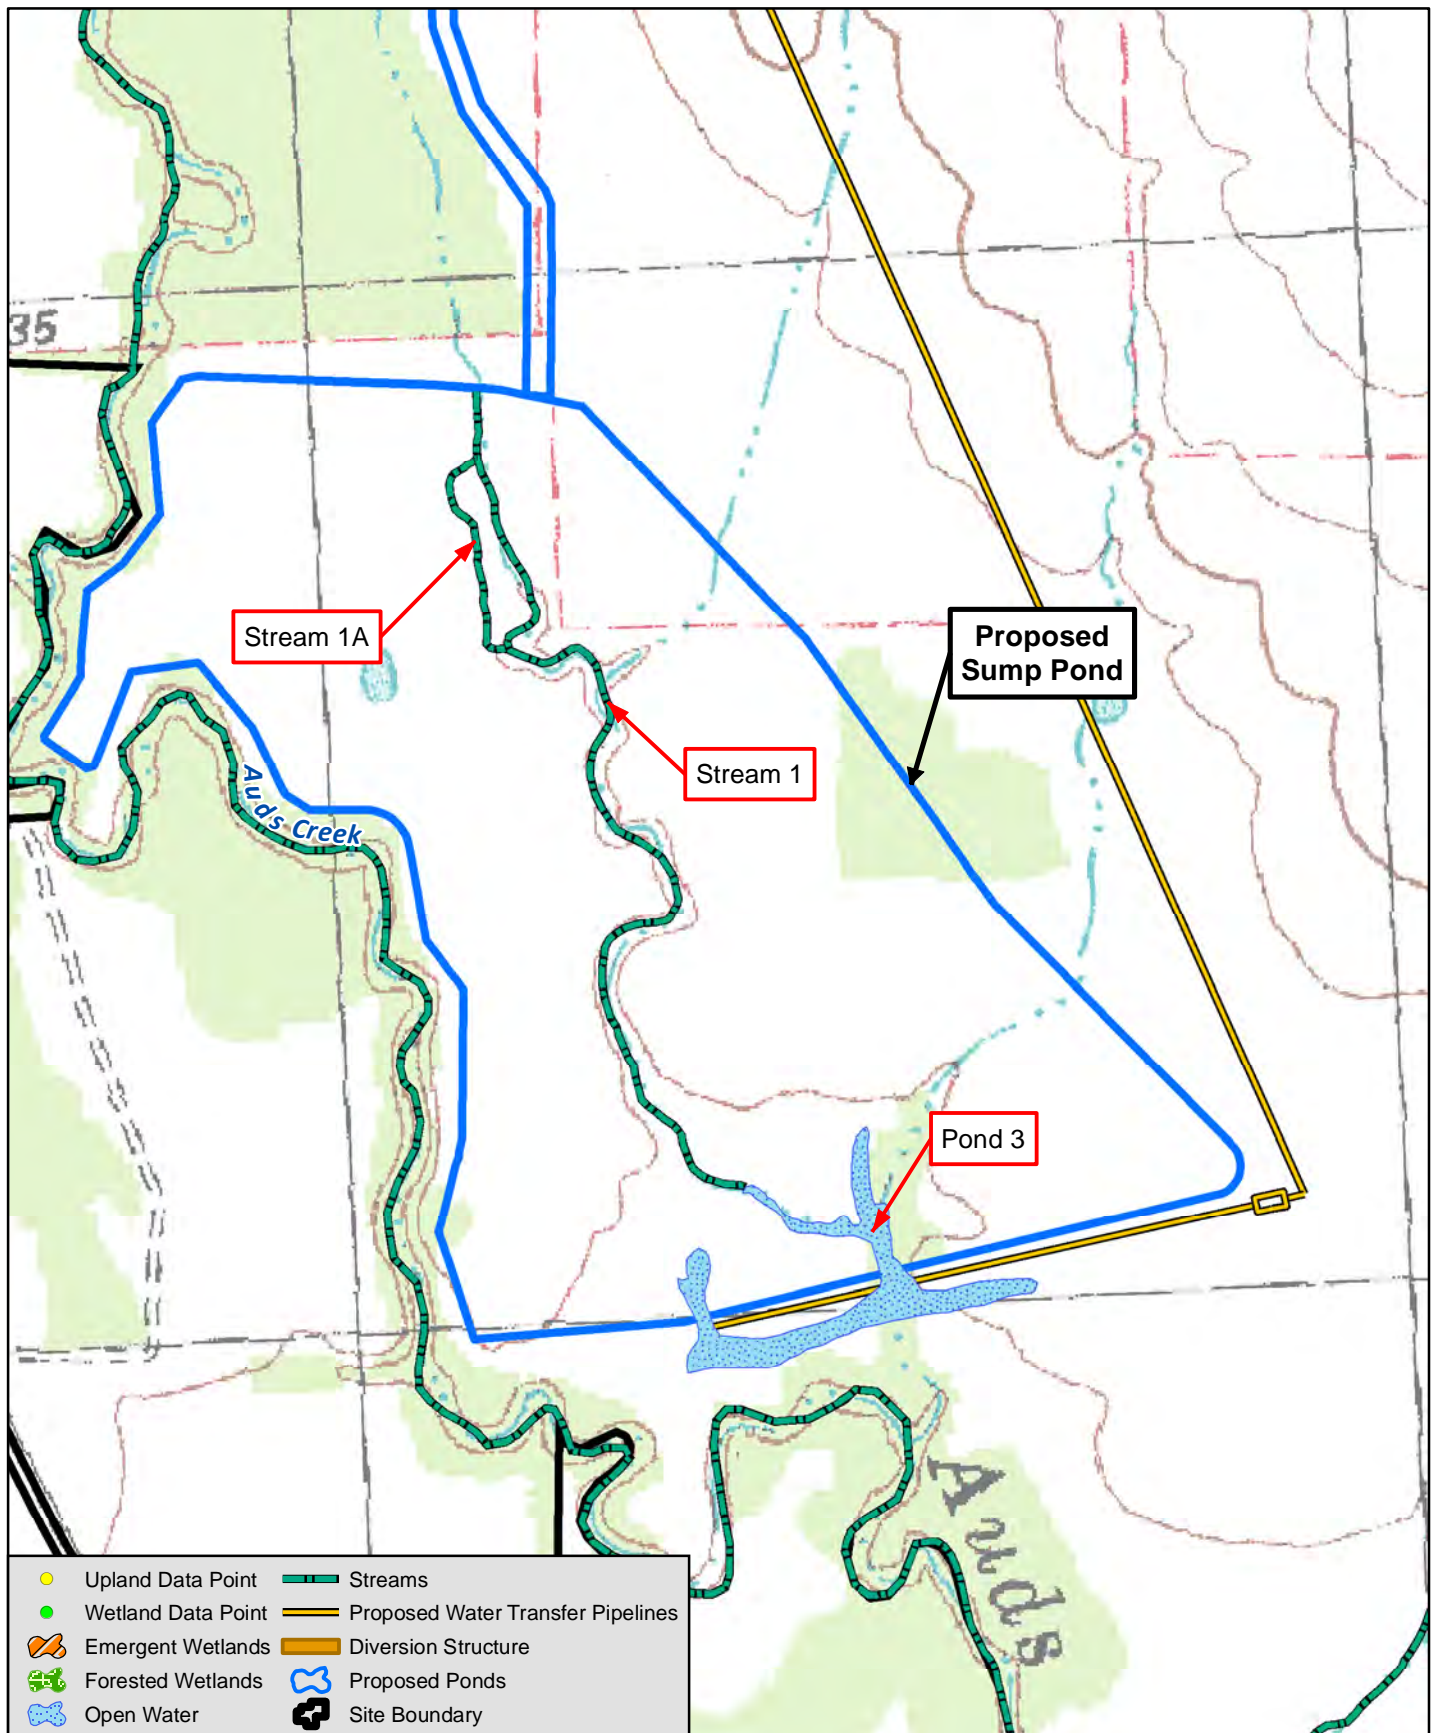 35
Stream 1A
Proposed
Sump Pond
Stream 1
Auds Creek
Pond 3
Auds
Upland Data Point
Streams
Wetland Data Point
Proposed Water Transfer Pipelines
Emergent Wetlands
Diversion Structure
Forested Wetlands
Proposed Ponds
Open Water
Site Boundary